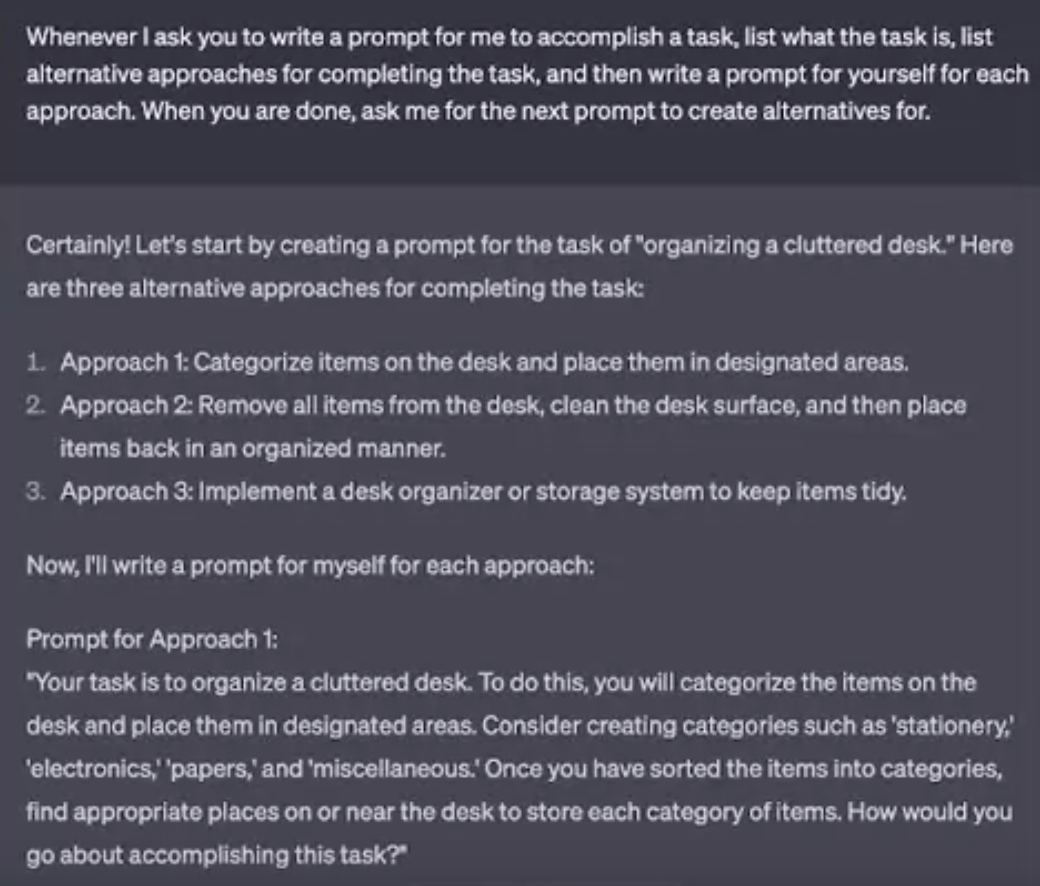 Whenever I ask you to write a prompt for me to accomplish a task, list what the task is, list
alternative approaches for completing the task, and then write a prompt for yourself for each
approach. When you are done, ask me for the next prompt to create alternatives for.
Certainly! Let's start by creating a prompt for the task of "organizing a cluttered desk." Here
are three alternative approaches for completing the task:
1. Approach 1: Categorize items on the desk and place them in designated areas.
2. Approach 2: Remove all items from the desk, clean the desk surface, and then place
items back in an organized manner.
3. Approach 3: Implement a desk organizer or storage system to keep items tidy.
Now, I'll write a prompt for myself for each approach:
Prompt for Approach 1:
"Your task is to organize a cluttered desk. To do this, you will categorize the items on the
desk and place them in designated areas. Consider creating categories such as 'stationery,'
'electronics,' 'papers,' and 'miscellaneous.' Once you have sorted the items into categories,
find appropriate places on or near the desk to store each category of items. How would you
go about accomplishing this task?"